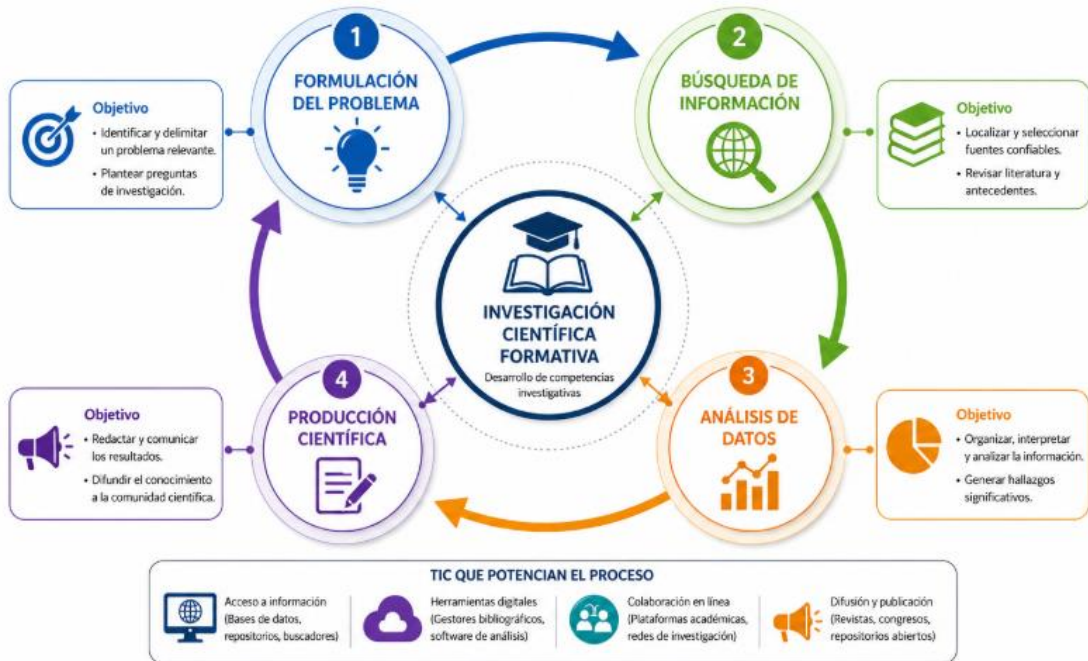 1
FORMULACIÓN
DEL PROBLEMA
Objetivo
• Identificar y delimitar
un problema relevante.
• Plantear preguntas
de investigación.
2
BÚSQUEDA DE
INFORMACIÓN
Objetivo
• Localizar y seleccionar
fuentes confiables.
• Revisar literatura y
antecedentes.
INVESTIGACIÓN
CIENTÍFICA
FORMATIVA
Desarrollo de competencias
investigativas
3
ANÁLISIS DE
DATOS
Objetivo
• Organizar, interpretar
y analizar la información.
• Generar hallazgos
significativos.
4
PRODUCCIÓN
CIENTÍFICA
Objetivo
• Redactar y comunicar
los resultados.
• Difundir el conocimiento
a la comunidad científica.
TIC QUE POTENCIAN EL PROCESO
Acceso a información
(Bases de datos,
repositorios, buscadores)
Herramientas digitales
(Gestores bibliográficos,
software de análisis)
Colaboración en línea
(Plataformas académicas,
redes de investigación)
Difusión y publicación
(Revistas, congresos,
repositorios abiertos)